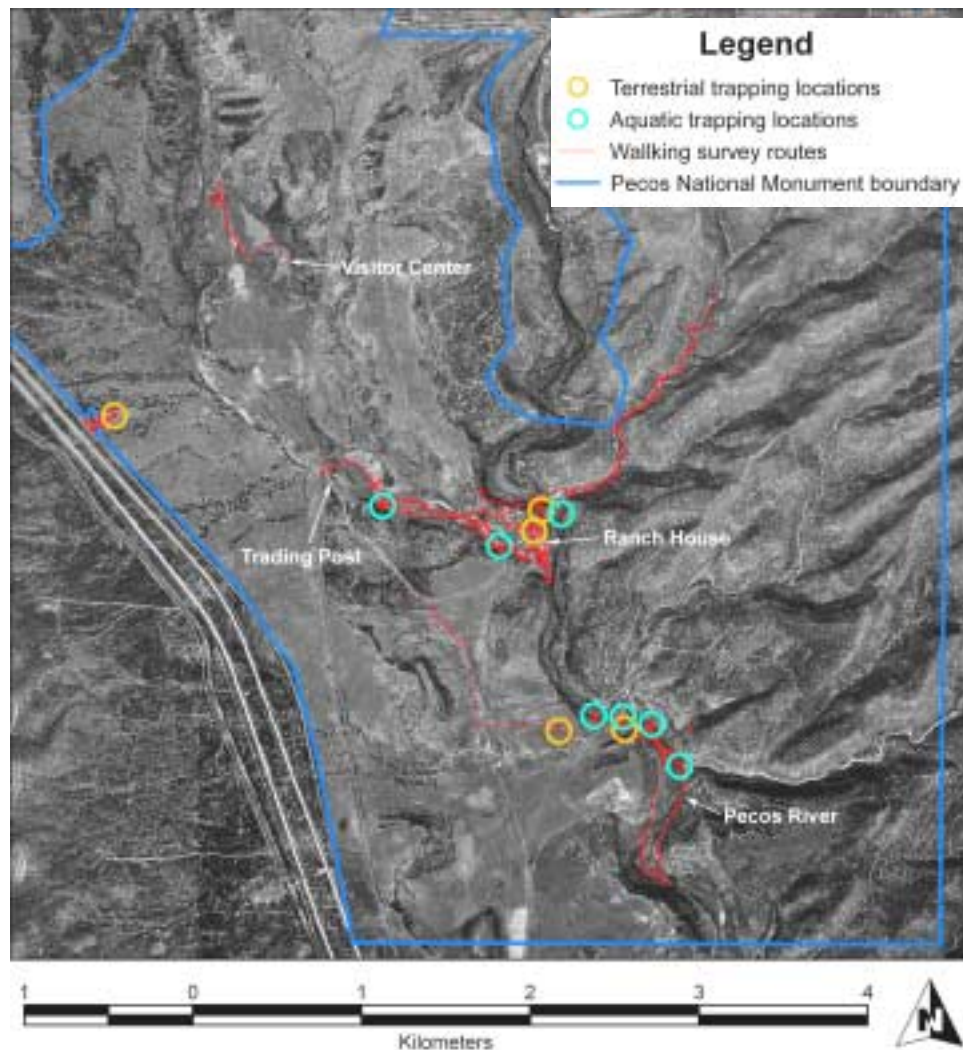 Legend
Terrestrial trapping locations
Aquatic trapping locations
Wallking survey routes
Pecos National Monument boundary
Visitor Center
Trading Post
Ranch House
Pecos River
1 0 1 2 3 4
Kilometers
N